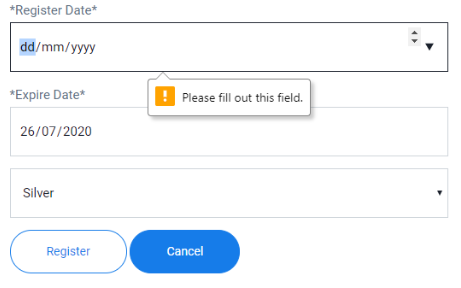 *Register Date*
dd/mm/yyyy
Please fill out this field.
*Expire Date*
26/07/2020
Silver
Register Cancel